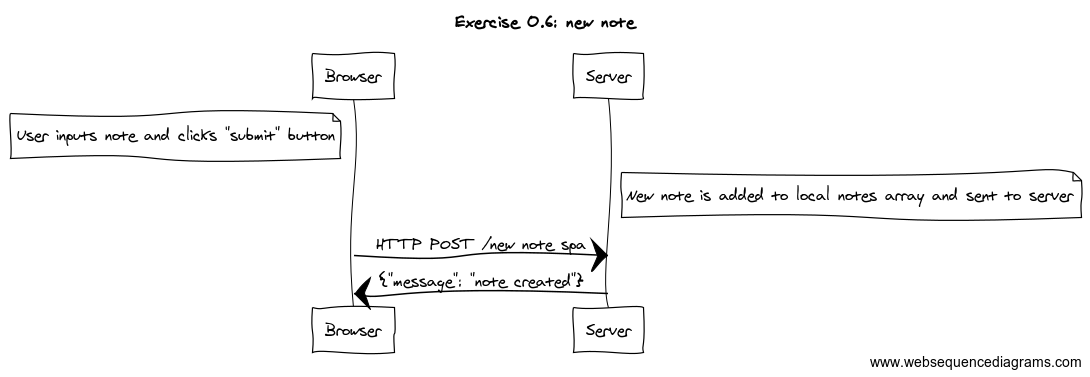 Exercise 0.6: new note
Browser
Server
User inputs note and clicks "submit" button
New note is added to local notes array and sent to server
HTTP POST /new note spa
{"message": "note created"}
Browser
Server
www.websequencediagrams.com